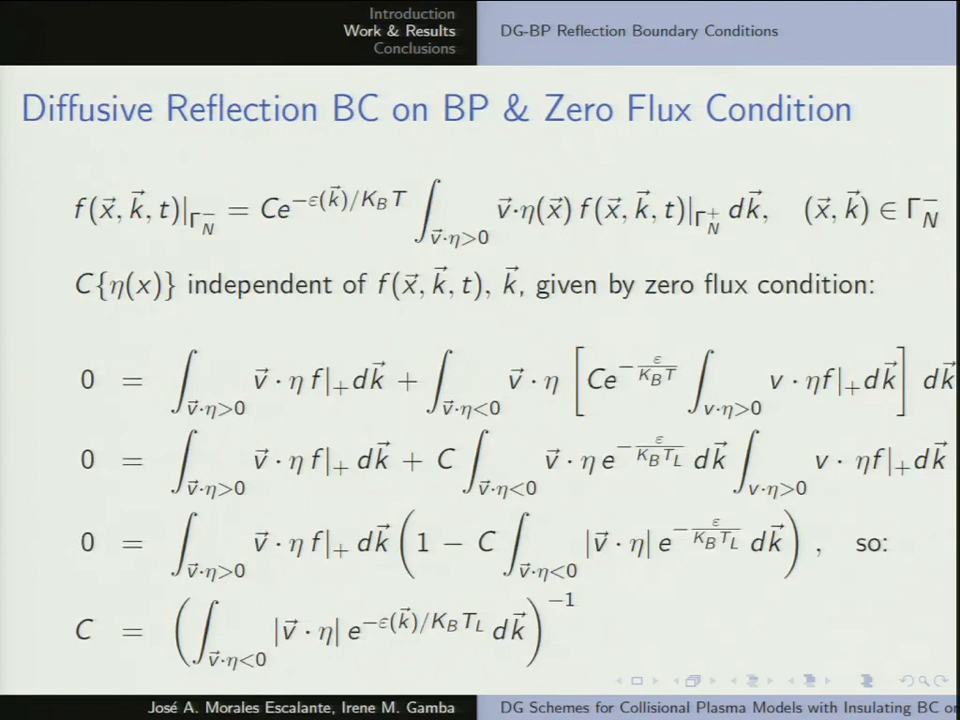 Introduction
Work & Results
Conclusions
DG-BP Reflection Boundary Conditions
Diffusive Reflection BC on BP & Zero Flux Condition
f(x⃗, k⃗, t)|_{Γ_N^-} = Ce^{-ε(k⃗)/K_B T} ∫_{v⃗·η>0} v⃗·η(x⃗) f(x⃗, k⃗, t)|_{Γ_N^+} dk⃗, (x⃗, k⃗) ∈ Γ_N^-
C{η(x)} independent of f(x⃗, k⃗, t), k⃗, given by zero flux condition:
0 = ∫_{v⃗·η>0} v⃗ · η f|_+ dk⃗ + ∫_{v⃗·η<0} v⃗ · η [Ce^{-ε/K_B T} ∫_{v·η>0} v · ηf|_+ dk⃗] dk⃗
0 = ∫_{v⃗·η>0} v⃗ · η f|_+ dk⃗ + C ∫_{v⃗·η<0} v⃗ · η e^{-ε/K_B T_L} dk⃗ ∫_{v·η>0} v · ηf|_+ dk⃗
0 = ∫_{v⃗·η>0} v⃗ · η f|_+ dk⃗ (1 − C ∫_{v⃗·η<0} |v⃗ · η| e^{-ε/K_B T_L} dk⃗) , so:
C = (∫_{v⃗·η<0} |v⃗ · η| e^{-ε(k⃗)/K_B T_L} dk⃗)^{-1}
José A. Morales Escalante, Irene M. Gamba
DG Schemes for Collisional Plasma Models with Insulating BC